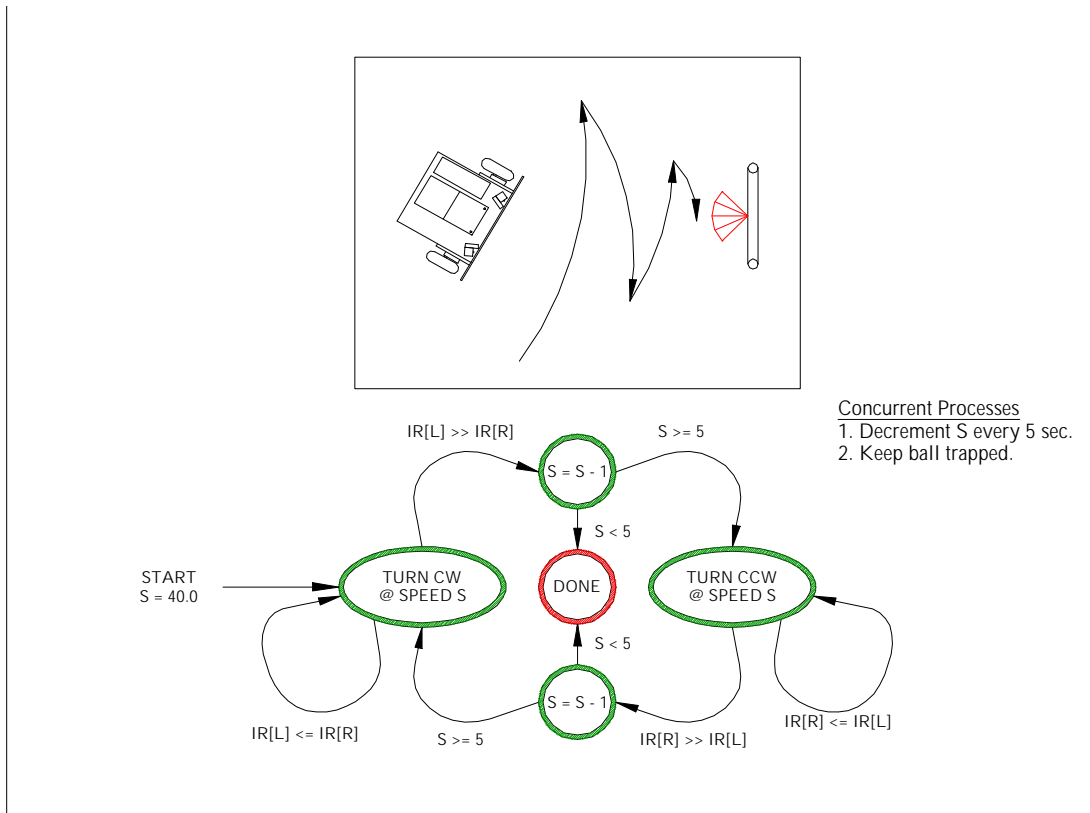 Concurrent Processes
1. Decrement S every 5 sec.
2. Keep ball trapped.
IR[L] >> IR[R]
S >= 5
S = S - 1
S < 5
START
S = 40.0
TURN CW
@ SPEED S
DONE
TURN CCW
@ SPEED S
S < 5
S = S - 1
IR[L] <= IR[R]
S >= 5
IR[R] >> IR[L]
IR[R] <= IR[L]